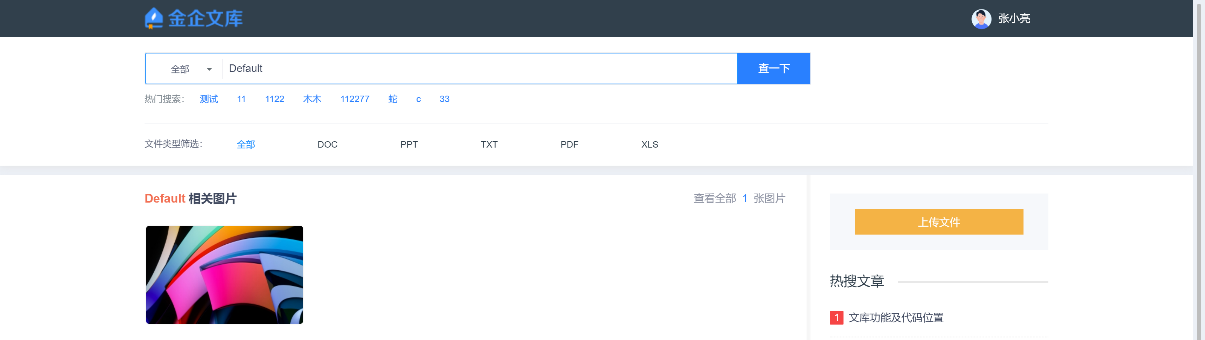 金企文库 张小亮
全部 Default 查一下
热门搜索: 测试 11 1122 木木 112277 蛇 c 33
文件类型筛选: 全部 DOC PPT TXT PDF XLS
Default 相关图片 查看全部 1 张图片
上传文件
热搜文章
1 文库功能及代码位置